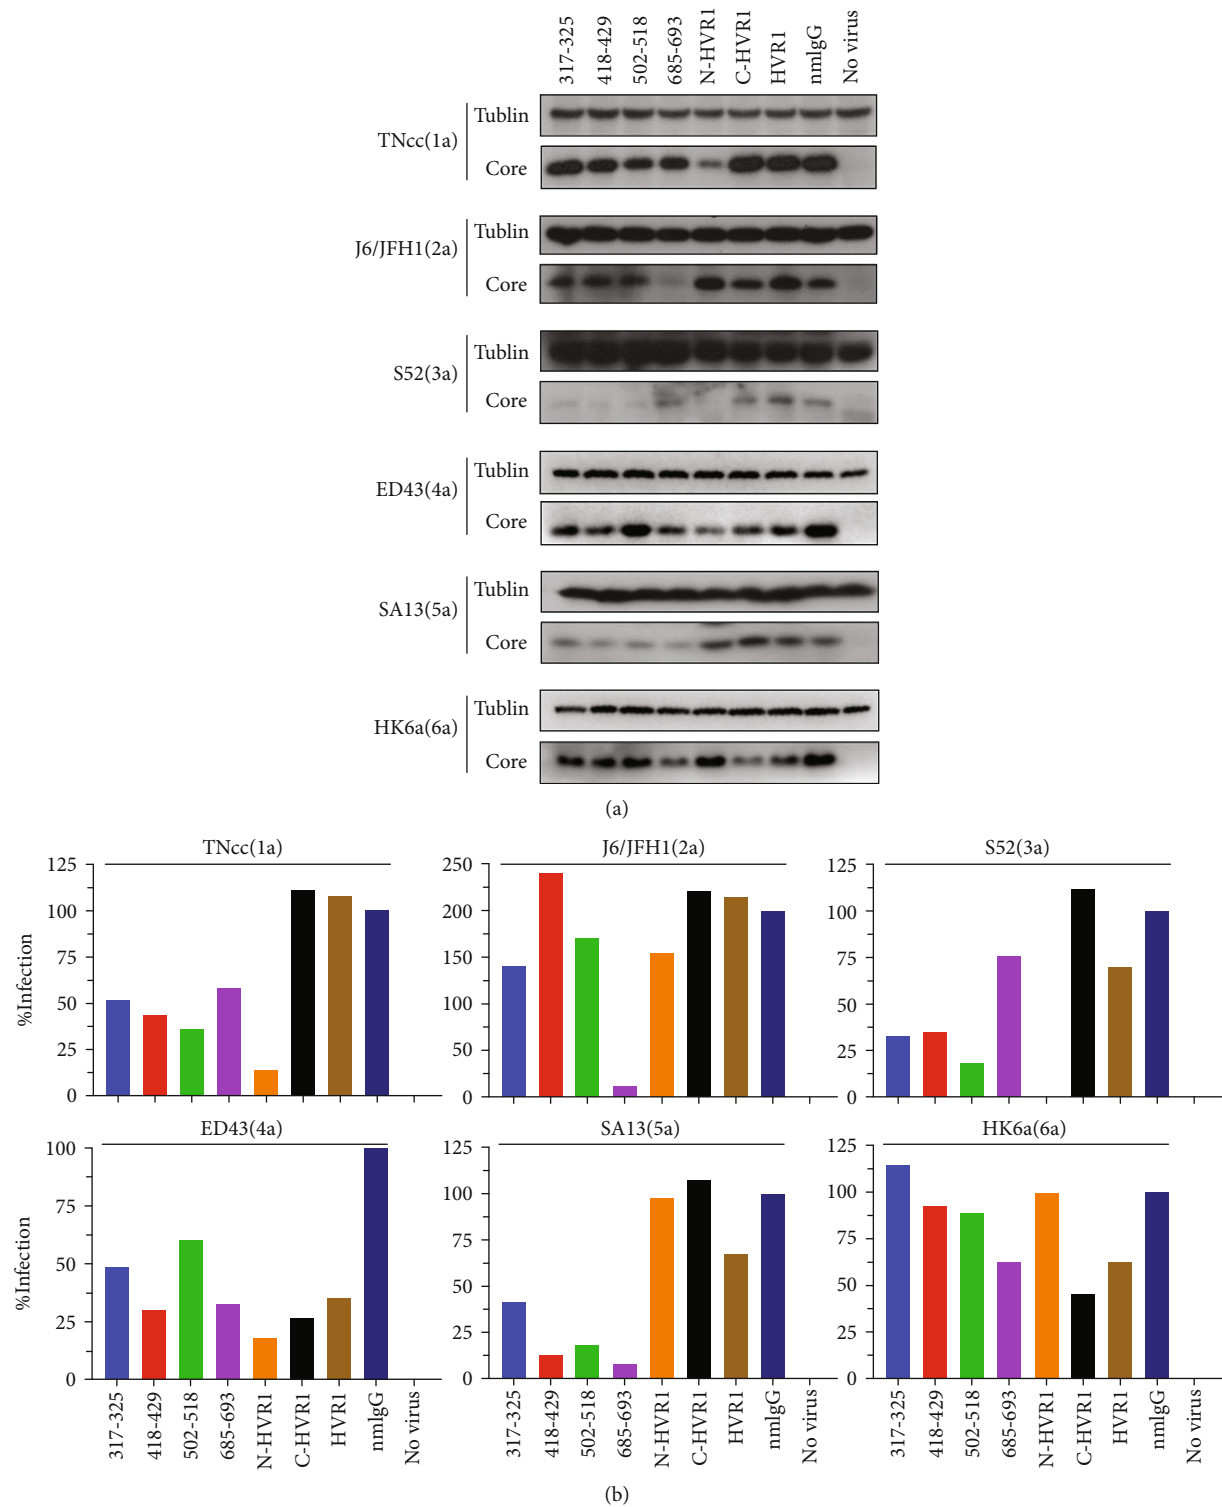 317-325
418-429
502-518
685-693
N-HVR1
C-HVR1
HVR1
nmlgG
No virus
TNcc(1a)
Tublin
Core
J6/JFH1(2a)
Tublin
Core
S52(3a)
Tublin
Core
ED43(4a)
Tublin
Core
SA13(5a)
Tublin
Core
HK6a(6a)
Tublin
Core
(a)
TNcc(1a)
%Infection
125
100
75
50
25
0
J6/JFH1(2a)
250
200
150
100
50
0
S52(3a)
125
100
75
50
25
0
ED43(4a)
%Infection
100
75
50
25
0
317-325
418-429
502-518
685-693
N-HVR1
C-HVR1
HVR1
nmlgG
No virus
SA13(5a)
125
100
75
50
25
0
317-325
418-429
502-518
685-693
N-HVR1
C-HVR1
HVR1
nmlgG
No virus
HK6a(6a)
125
100
75
50
25
0
317-325
418-429
502-518
685-693
N-HVR1
C-HVR1
HVR1
nmlgG
No virus
(b)